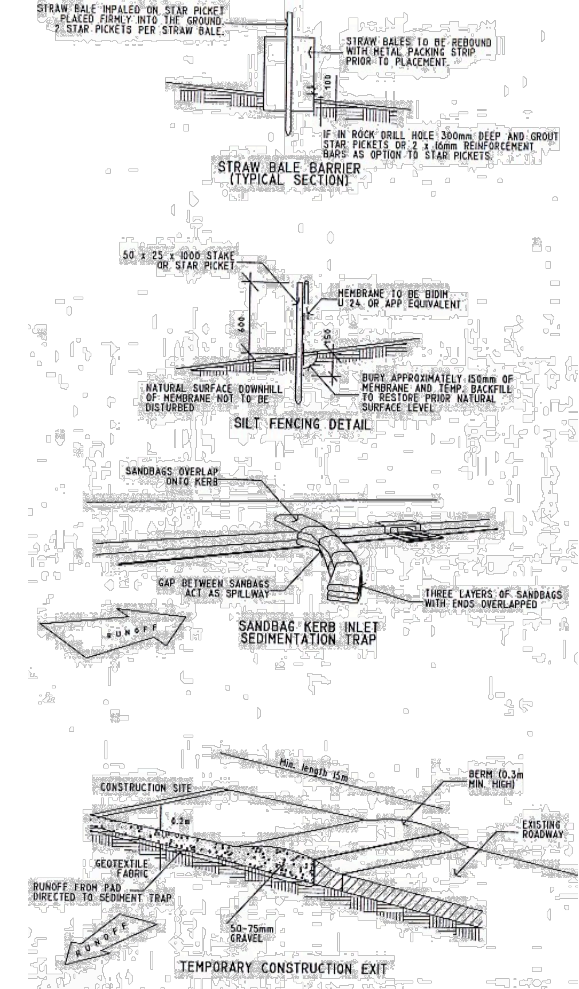 STRAW BALE IMPALED ON STAR PICKET
PLACED FIRMLY INTO THE GROUND.
2 STAR PICKETS PER STRAW BALE.
STRAW BALES TO BE REBOUND
WITH METAL PACKING STRIP
PRIOR TO PLACEMENT.
100
IF IN ROCK DRILL HOLE 300mm DEEP AND GROUT
STAR PICKETS OR 2 x 16mm REINFORCEMENT
BARS AS OPTION TO STAR PICKETS.
STRAW BALE BARRIER
(TYPICAL SECTION)
50 x 25 x 1000 STAKE
OR STAR PICKET
MEMBRANE TO BE BIDIM
U 24 OR APP EQUIVALENT
600
150
NATURAL SURFACE DOWNHILL
OF MEMBRANE NOT TO BE
DISTURBED
BURY APPROXIMATELY 150mm OF
MEMBRANE AND TEMP. BACKFILL
TO RESTORE PRIOR NATURAL
SURFACE LEVEL
SILT FENCING DETAIL
SANDBAGS OVERLAP
ONTO KERB
GAP BETWEEN SANBAGS
ACT AS SPILLWAY
THREE LAYERS OF SANDBAGS
WITH ENDS OVERLAPPED
RUNOFF
SANDBAG KERB INLET
SEDIMENTATION TRAP
Min. length 15m
BERM (0.3m
MIN. HIGH)
CONSTRUCTION SITE
0.2m
EXISTING
ROADWAY
GEOTEXTILE
FABRIC
RUNOFF FROM PAD
DIRECTED TO SEDIMENT TRAP
50-75mm
GRAVEL
RUNOFF
TEMPORARY CONSTRUCTION EXIT